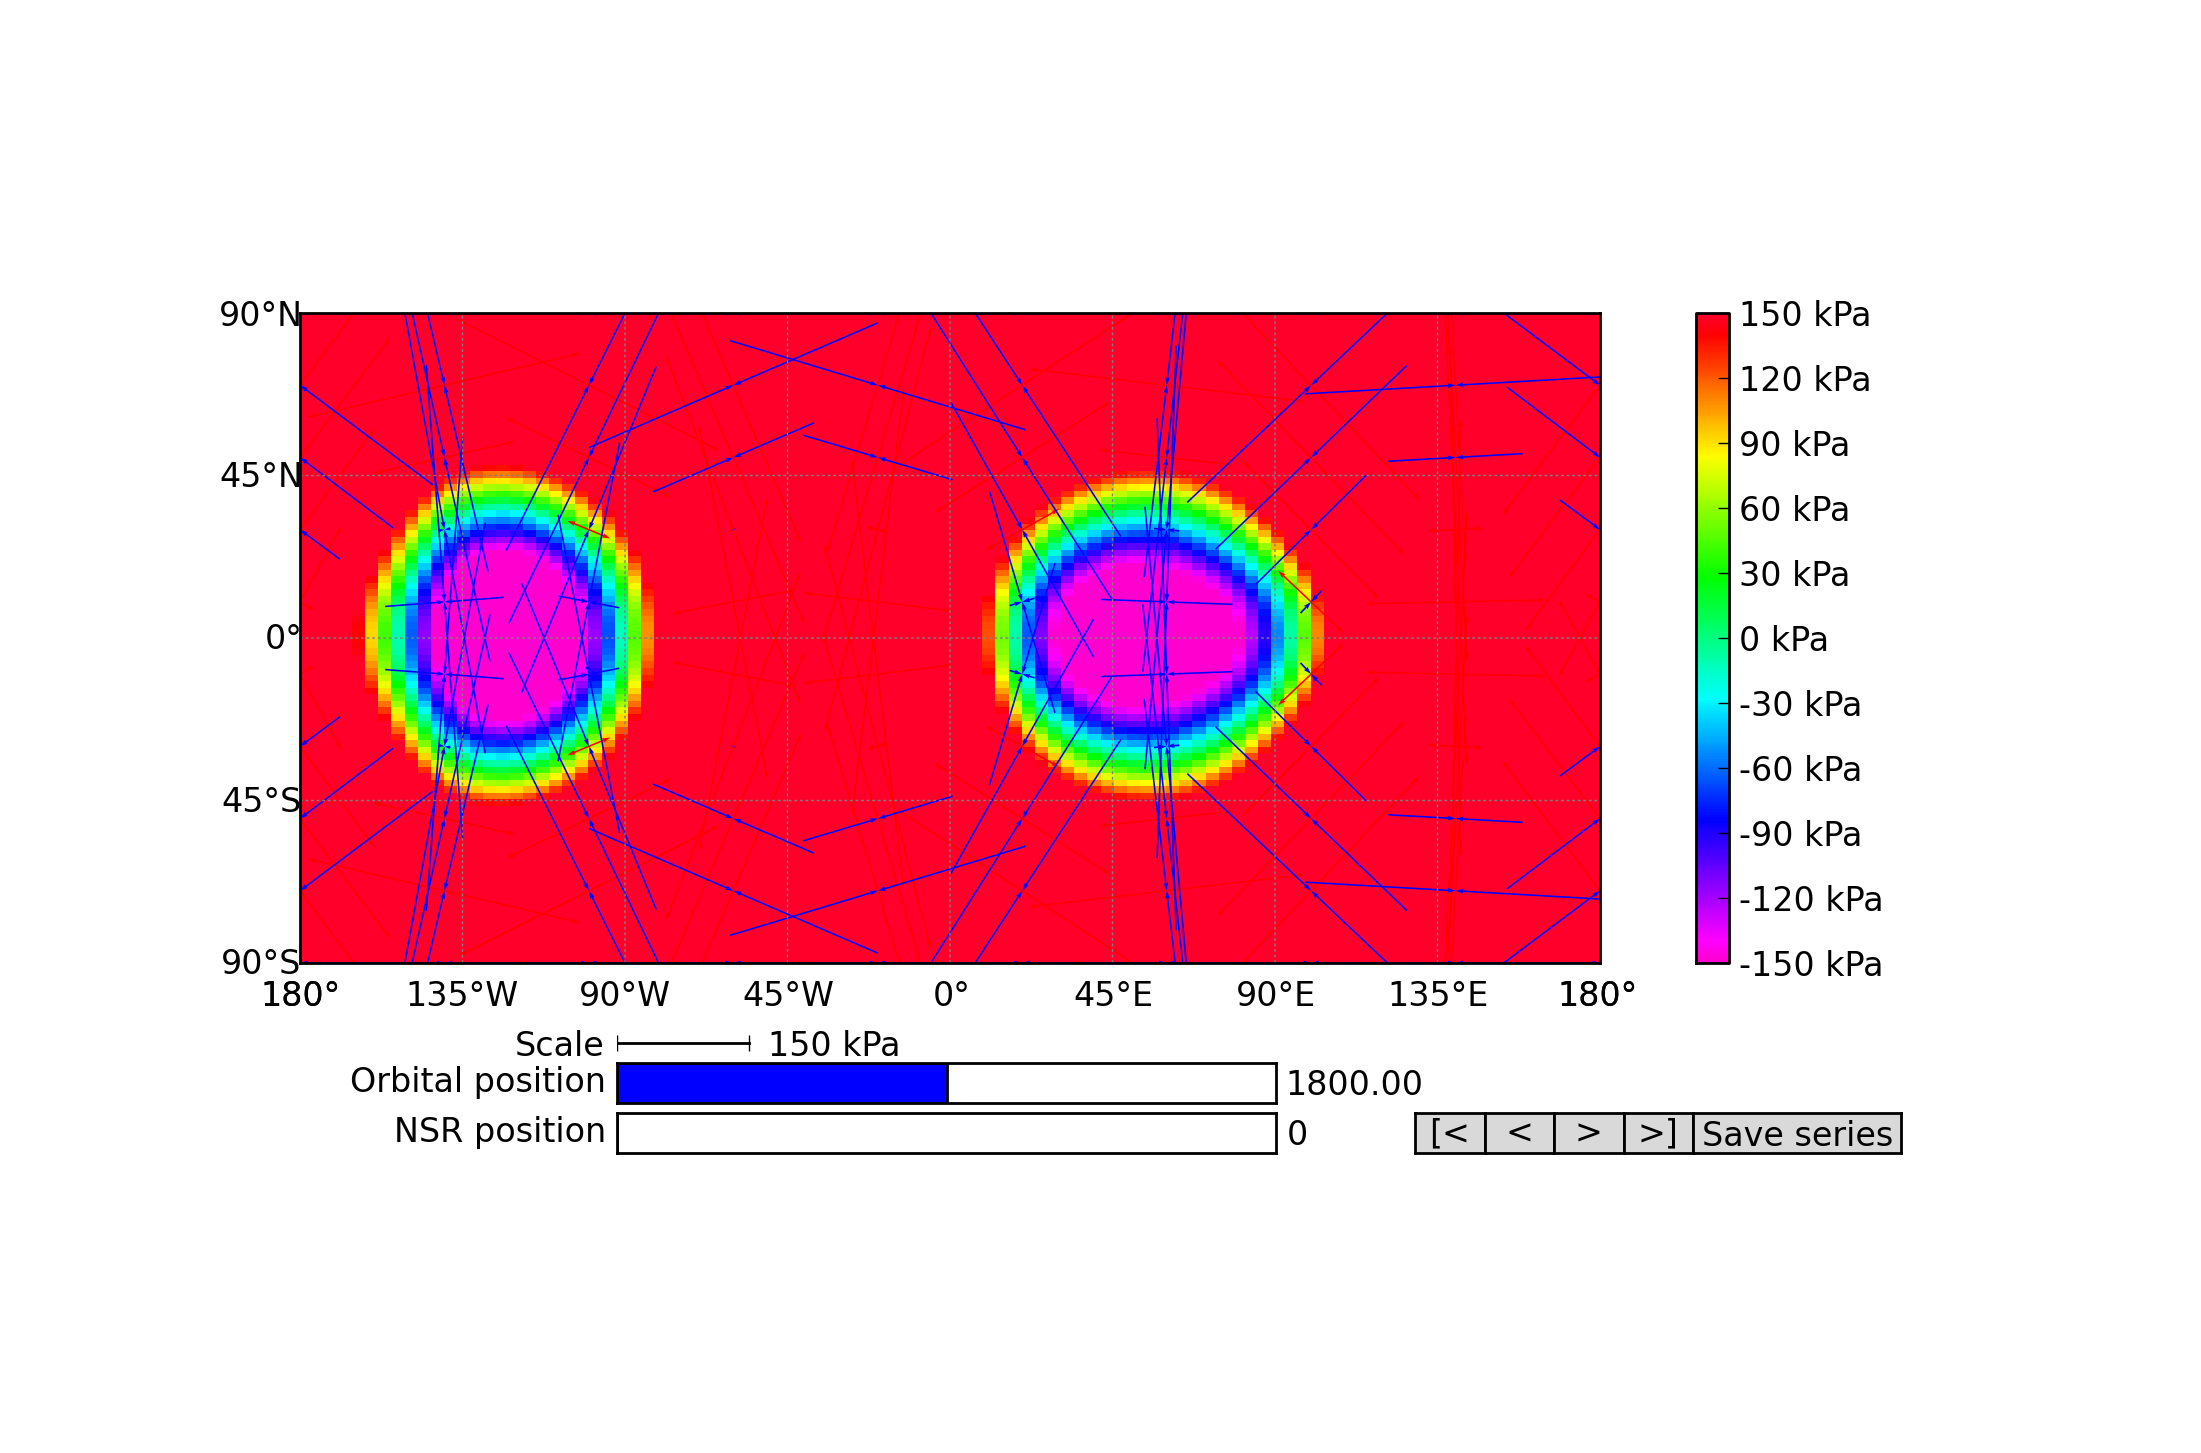 90°N
45°N
0°
45°S
90°S
180° 135°W 90°W 45°W 0° 45°E 90°E 135°E 180°
150 kPa
120 kPa
90 kPa
60 kPa
30 kPa
0 kPa
-30 kPa
-60 kPa
-90 kPa
-120 kPa
-150 kPa
Scale 150 kPa
Orbital position 1800.00
NSR position 0 [< < > >] Save series